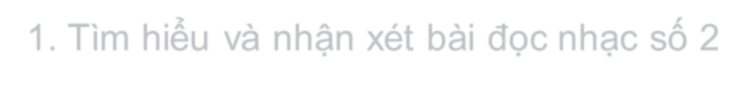 1. Tìm hiểu và nhận xét bài đọc nhạc số 2